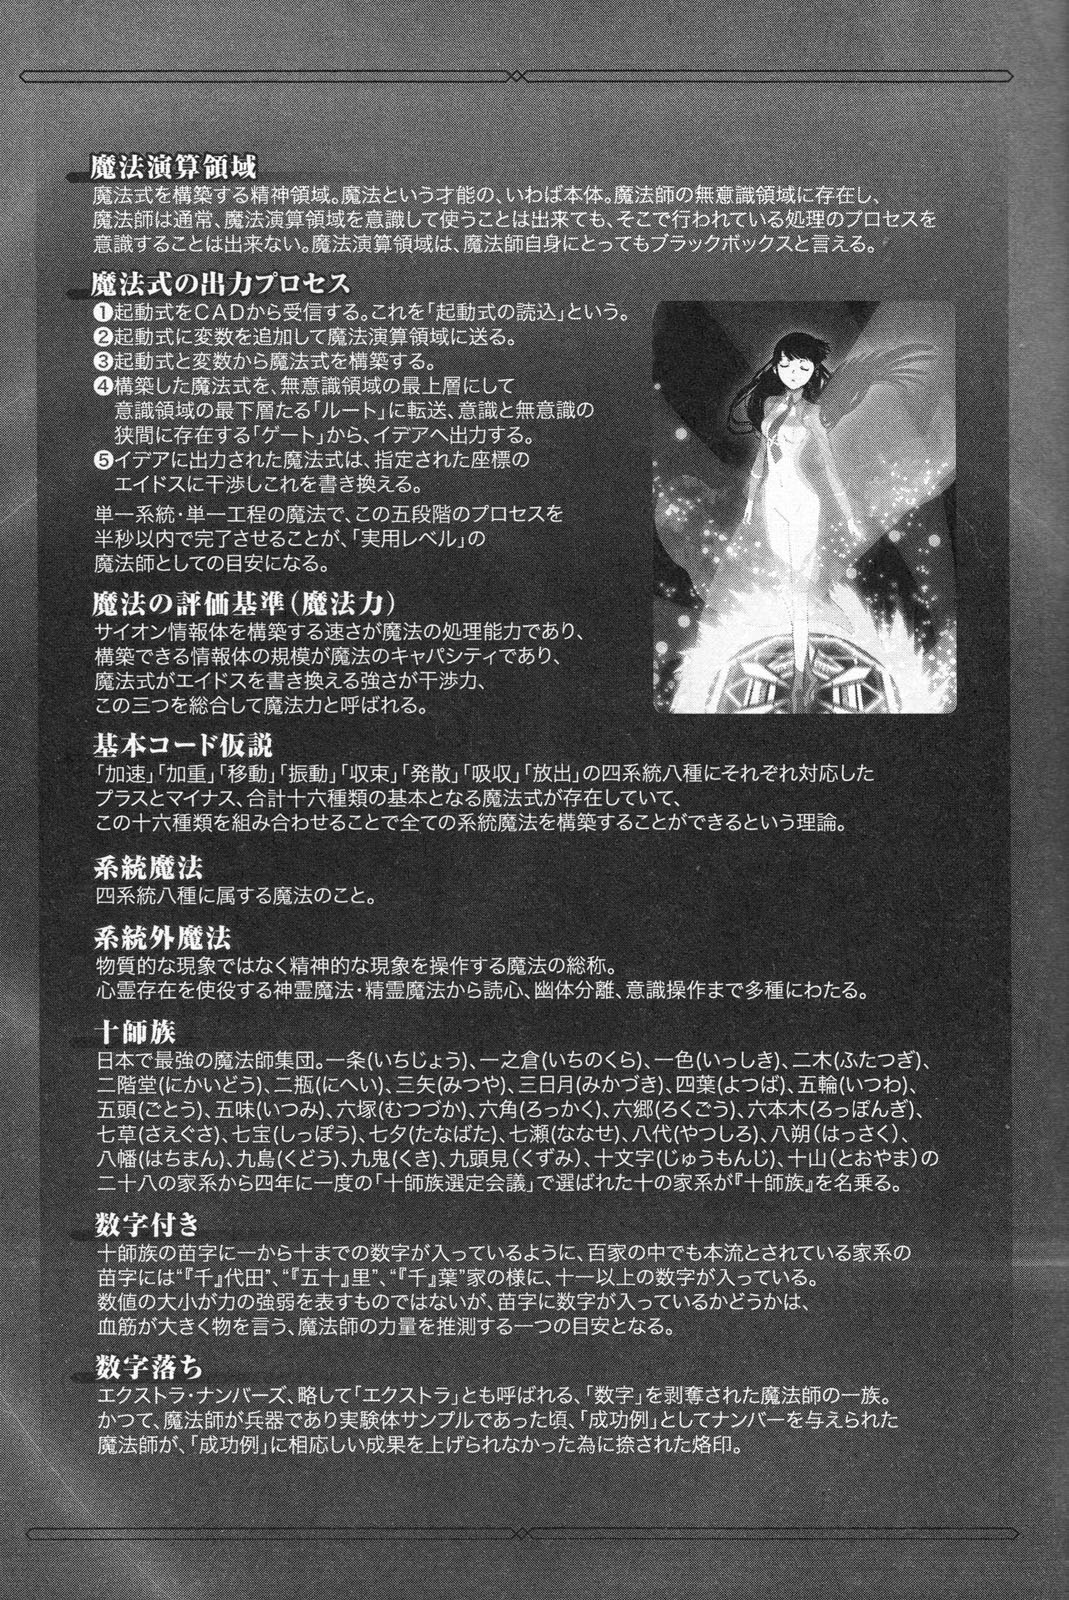 魔法演算領域
魔法式を構築する精神領域。魔法という才能の、いわば本体。魔法師の無意識領域に存在し、
魔法師は通常、魔法演算領域を意識して使うことは出来ても、そこで行われている処理のプロセスを
意識することは出来ない。魔法演算領域は、魔法師自身にとってもブラックボックスと言える。
魔法式の出力プロセス
❶起動式をCADから受信する。これを「起動式の読込」という。
❷起動式に変数を追加して魔法演算領域に送る。
❸起動式と変数から魔法式を構築する。
❹構築した魔法式を、無意識領域の最上層にして
意識領域の最下層たる「ルート」に転送、意識と無意識の
狭間に存在する「ゲート」から、イデアへ出力する。
❺イデアに出力された魔法式は、指定された座標の
エイドスに干渉しこれを書き換える。
単一系統・単一工程の魔法で、この五段階のプロセスを
半秒以内で完了させることが、「実用レベル」の
魔法師としての目安になる。
魔法の評価基準(魔法力)
サイオン情報体を構築する速さが魔法の処理能力であり、
構築できる情報体の規模が魔法のキャパシティであり、
魔法式がエイドスを書き換える強さが干渉力、
この三つを総合して魔法力と呼ばれる。
基本コード仮説
「加速」「加重」「移動」「振動」「収束」「発散」「吸収」「放出」の四系統八種にそれぞれ対応した
プラスとマイナス、合計十六種類の基本となる魔法式が存在していて、
この十六種類を組み合わせることで全ての系統魔法を構築することができるという理論。
系統魔法
四系統八種に属する魔法のこと。
系統外魔法
物質的な現象ではなく精神的な現象を操作する魔法の総称。
心霊存在を使役する神霊魔法・精霊魔法から読心、幽体分離、意識操作まで多種にわたる。
十師族
日本で最強の魔法師集団。一条(いちじょう)、一之倉(いちのくら)、一色(いっしき)、二木(ふたつぎ)、
二階堂(にかいどう)、二瓶(にへい)、三矢(みつや)、三日月(みかづき)、四葉(よつば)、五輪(いつわ)、
五頭(ごとう)、五味(いつみ)、六塚(むつづか)、六角(ろっかく)、六郷(ろくごう)、六本木(ろっぽんぎ)、
七草(さえぐさ)、七宝(しっぽう)、七夕(たなばた)、七瀬(ななせ)、八代(やつしろ)、八朔(はっさく)、
八幡(はちまん)、九島(くどう)、九鬼(くき)、九頭見(くずみ)、十文字(じゅうもんじ)、十山(とおやま)の
二十八の家系から四年に一度の「十師族選定会議」で選ばれた十の家系が『十師族』を名乗る。
数字付き
十師族の苗字に一から十までの数字が入っているように、百家の中でも本流とされている家系の
苗字には“『千』代田”、“『五十』里”、“『千』葉”家の様に、十一以上の数字が入っている。
数値の大小が力の強弱を表すものではないが、苗字に数字が入っているかどうかは、
血筋が大きく物を言う、魔法師の力量を推測する一つの目安となる。
数字落ち
エクストラ・ナンバーズ、略して「エクストラ」とも呼ばれる、「数字」を剥奪された魔法師の一族。
かつて、魔法師が兵器であり実験体サンプルであった頃、「成功例」としてナンバーを与えられた
魔法師が、「成功例」に相応しい成果を上げられなかった為に捺された烙印。